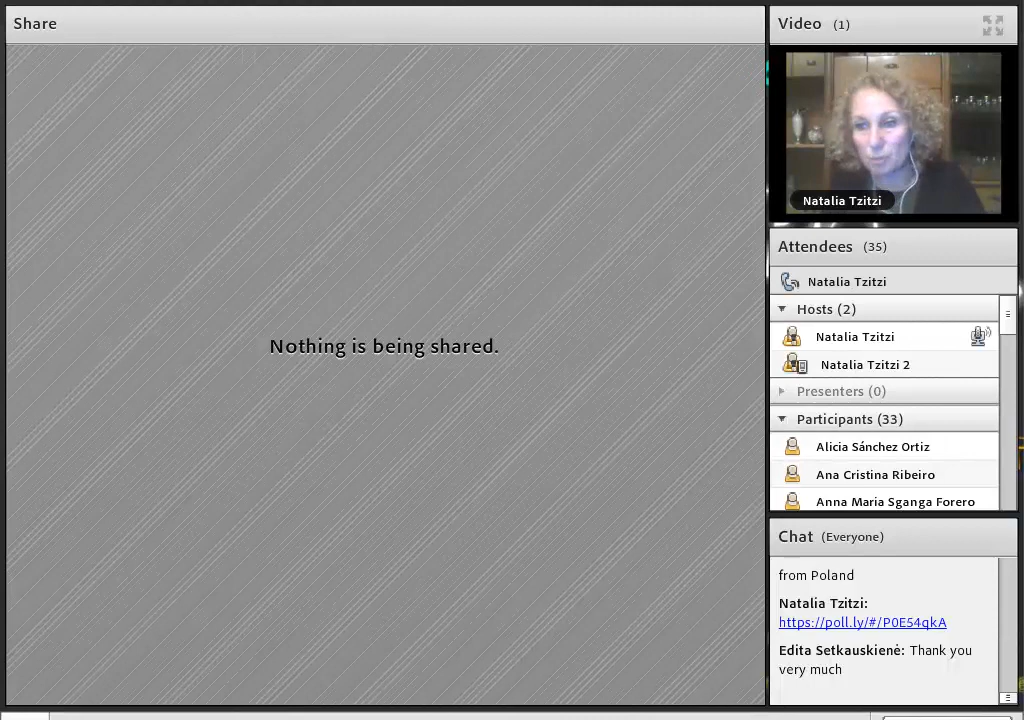 Share
Nothing is being shared.
Video (1)
Natalia Tzitzi
Attendees (35)
Natalia Tzitzi
Hosts (2)
Natalia Tzitzi
Natalia Tzitzi 2
Presenters (0)
Participants (33)
Alicia Sánchez Ortiz
Ana Cristina Ribeiro
Anna Maria Sganga Forero
Chat (Everyone)
from Poland
Natalia Tzitzi:
https://poll.ly/#/P0E54qkA
Edita Setkauskienė: Thank you
very much